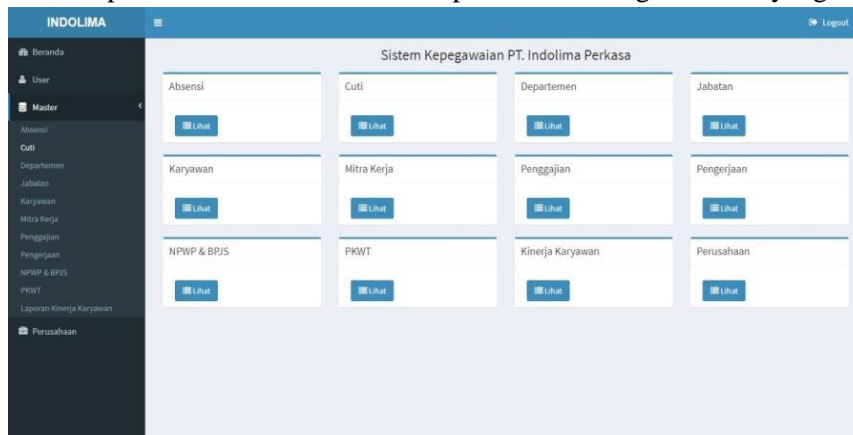 INDOLIMA
Logout
Beranda
User
Master
Absensi
Cuti
Departemen
Jabatan
Karyawan
Mitra Kerja
Penggajian
Pengerjaan
NPWP & BPJS
PKWT
Laporan Kinerja Karyawan
Perusahaan
Sistem Kepegawaian PT. Indolima Perkasa
Absensi
Cuti
Departemen
Jabatan
Lihat
Lihat
Lihat
Lihat
Karyawan
Mitra Kerja
Penggajian
Pengerjaan
Lihat
Lihat
Lihat
Lihat
NPWP & BPJS
PKWT
Kinerja Karyawan
Perusahaan
Lihat
Lihat
Lihat
Lihat